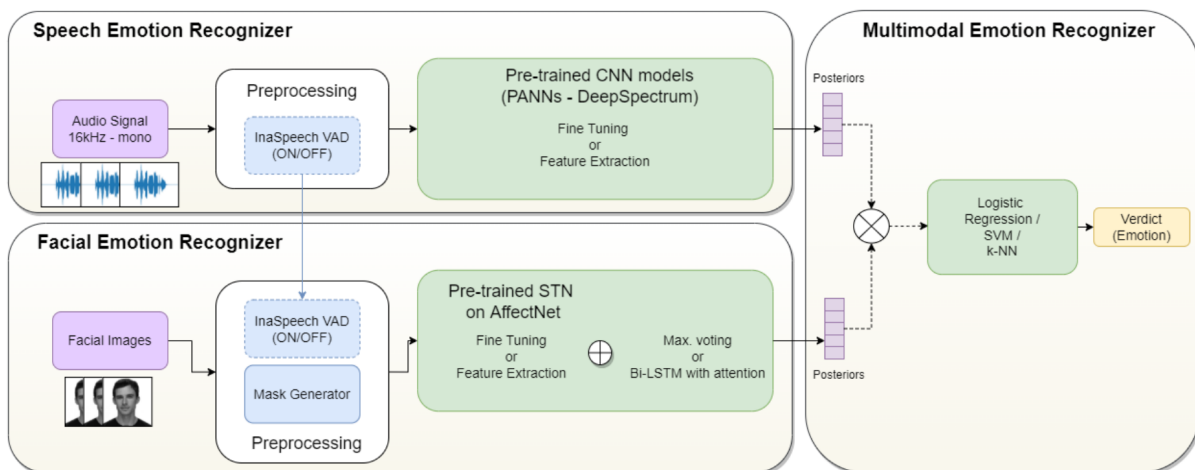 Speech Emotion Recognizer
Audio Signal
16kHz - mono
Preprocessing
InaSpeech VAD
(ON/OFF)
Pre-trained CNN models
(PANNs - DeepSpectrum)
Fine Tuning
or
Feature Extraction
Facial Emotion Recognizer
Facial Images
InaSpeech VAD
(ON/OFF)
Mask Generator
Preprocessing
Pre-trained STN
on AffectNet
Fine Tuning
or
Feature Extraction
Max. voting
or
Bi-LSTM with attention
Multimodal Emotion Recognizer
Posteriors
Posteriors
Logistic
Regression /
SVM /
k-NN
Verdict
(Emotion)